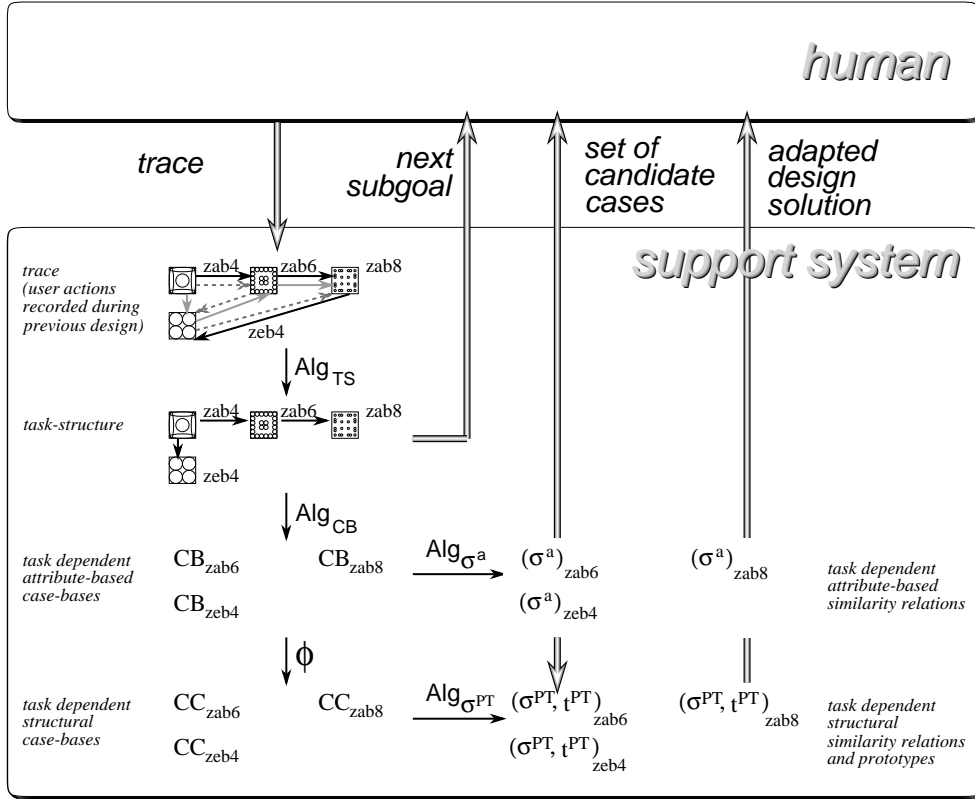 human
trace
next
subgoal
set of
candidate
cases
adapted
design
solution
support system
trace
(user actions
recorded during
previous design)
zab4
zab6
zab8
zeb4
Alg TS
task-structure
zab4
zab6
zab8
zeb4
Alg CB
task dependent
attribute-based
case-bases
CB zab6
CB zab8
CB zeb4
Alg σ^a
(σ^a) zab6
(σ^a) zeb4
(σ^a) zab8
task dependent
attribute-based
similarity relations
ϕ
task dependent
structural
case-bases
CC zab6
CC zab8
CC zeb4
Alg σ^PT
(σ^PT, t^PT) zab6
(σ^PT, t^PT) zeb4
(σ^PT, t^PT) zab8
task dependent
structural
similarity relations
and prototypes